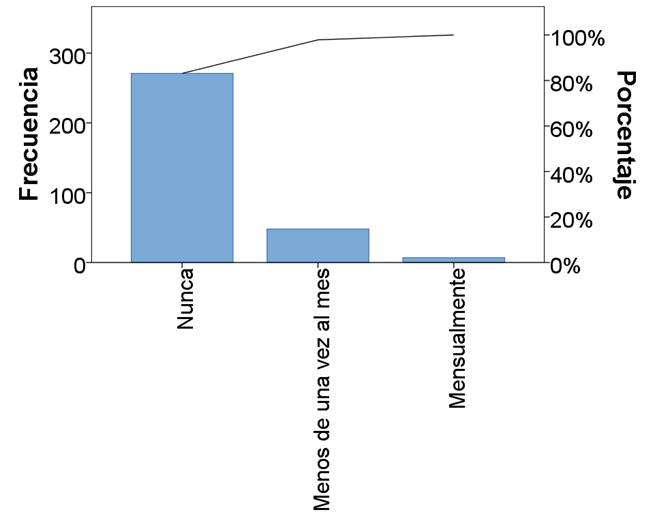 Frecuencia
300
200
100
0
100%
80%
60%
40%
20%
0%
Porcentaje
Nunca
Menos de una vez al mes
Mensualmente